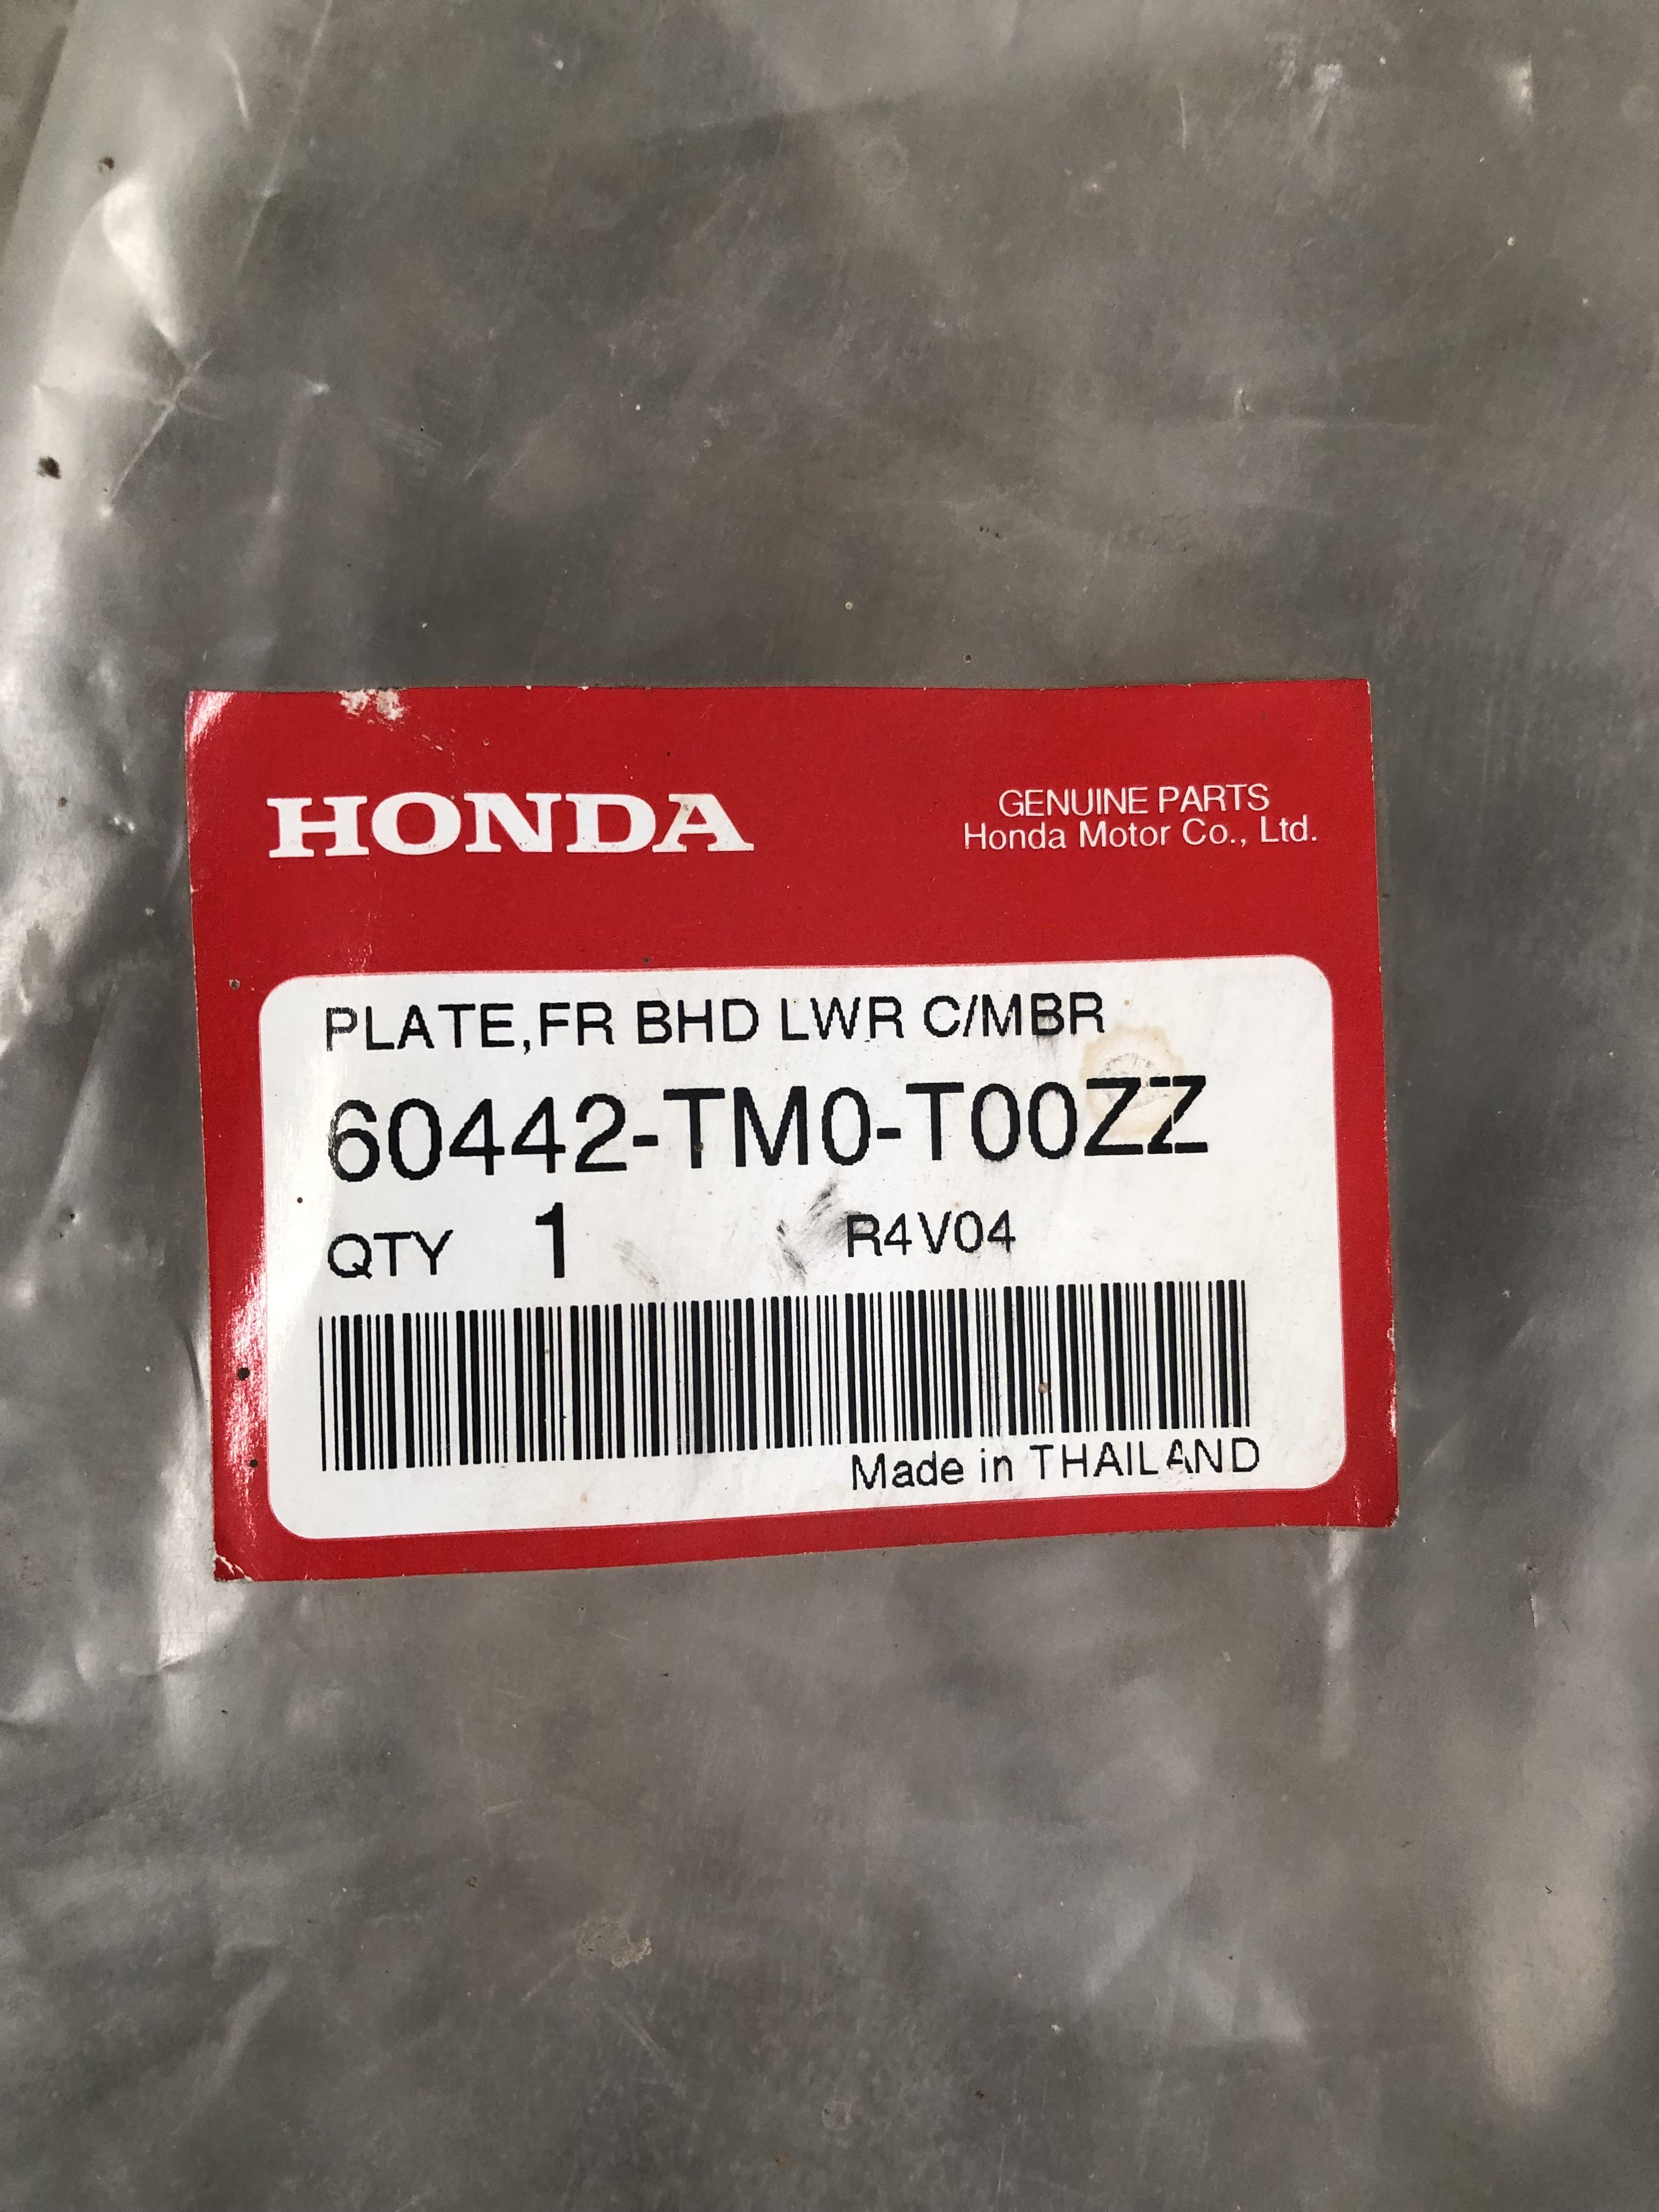 HONDA
GENUINE PARTS
Honda Motor Co., Ltd.
PLATE,FR BHD LWR C/MBR
60442-TM0-T00ZZ
QTY 1 R4V04
Made in THAILAND